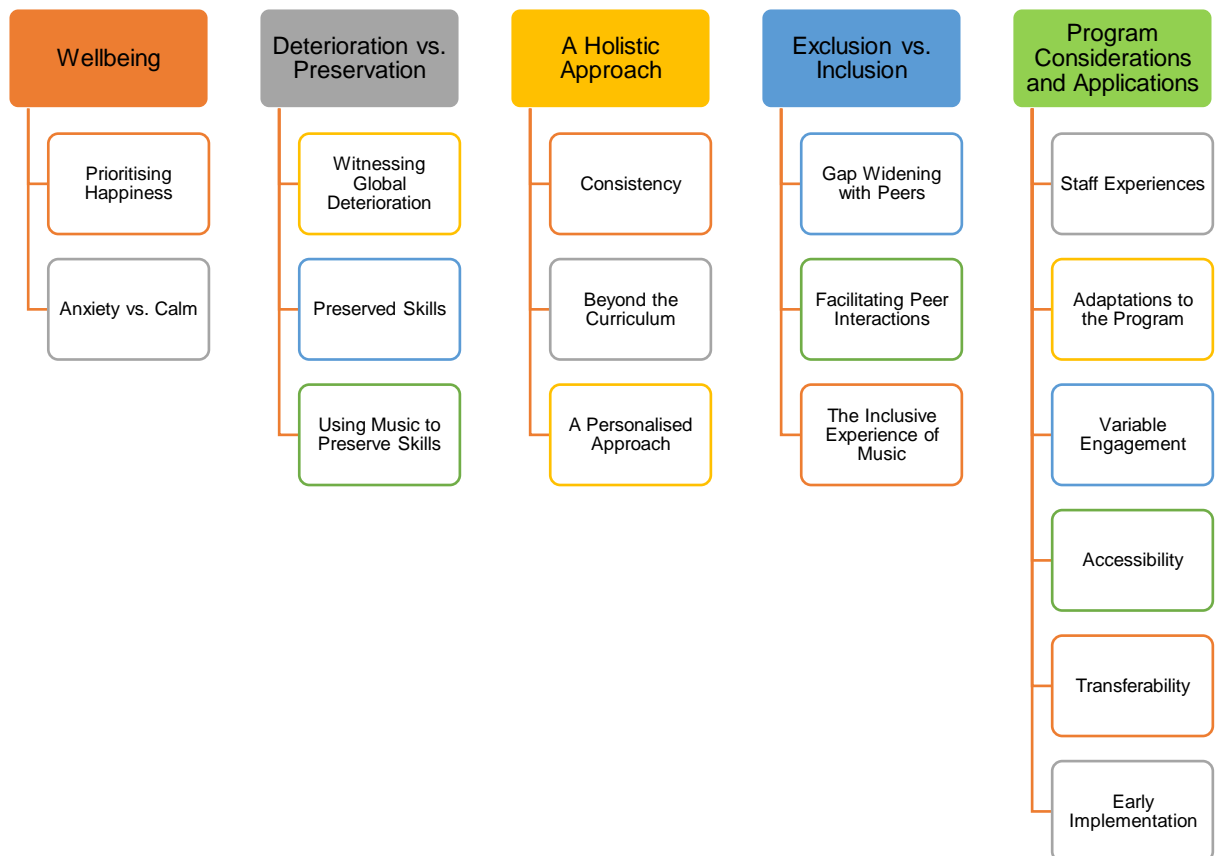 Wellbeing
Prioritising
Happiness
Anxiety vs. Calm
Deterioration vs.
Preservation
Witnessing
Global
Deterioration
Preserved Skills
Using Music to
Preserve Skills
A Holistic
Approach
Consistency
Beyond the
Curriculum
A Personalised
Approach
Exclusion vs.
Inclusion
Gap Widening
with Peers
Facilitating Peer
Interactions
The Inclusive
Experience of
Music
Program
Considerations
and Applications
Staff Experiences
Adaptations to
the Program
Variable
Engagement
Accessibility
Transferability
Early
Implementation